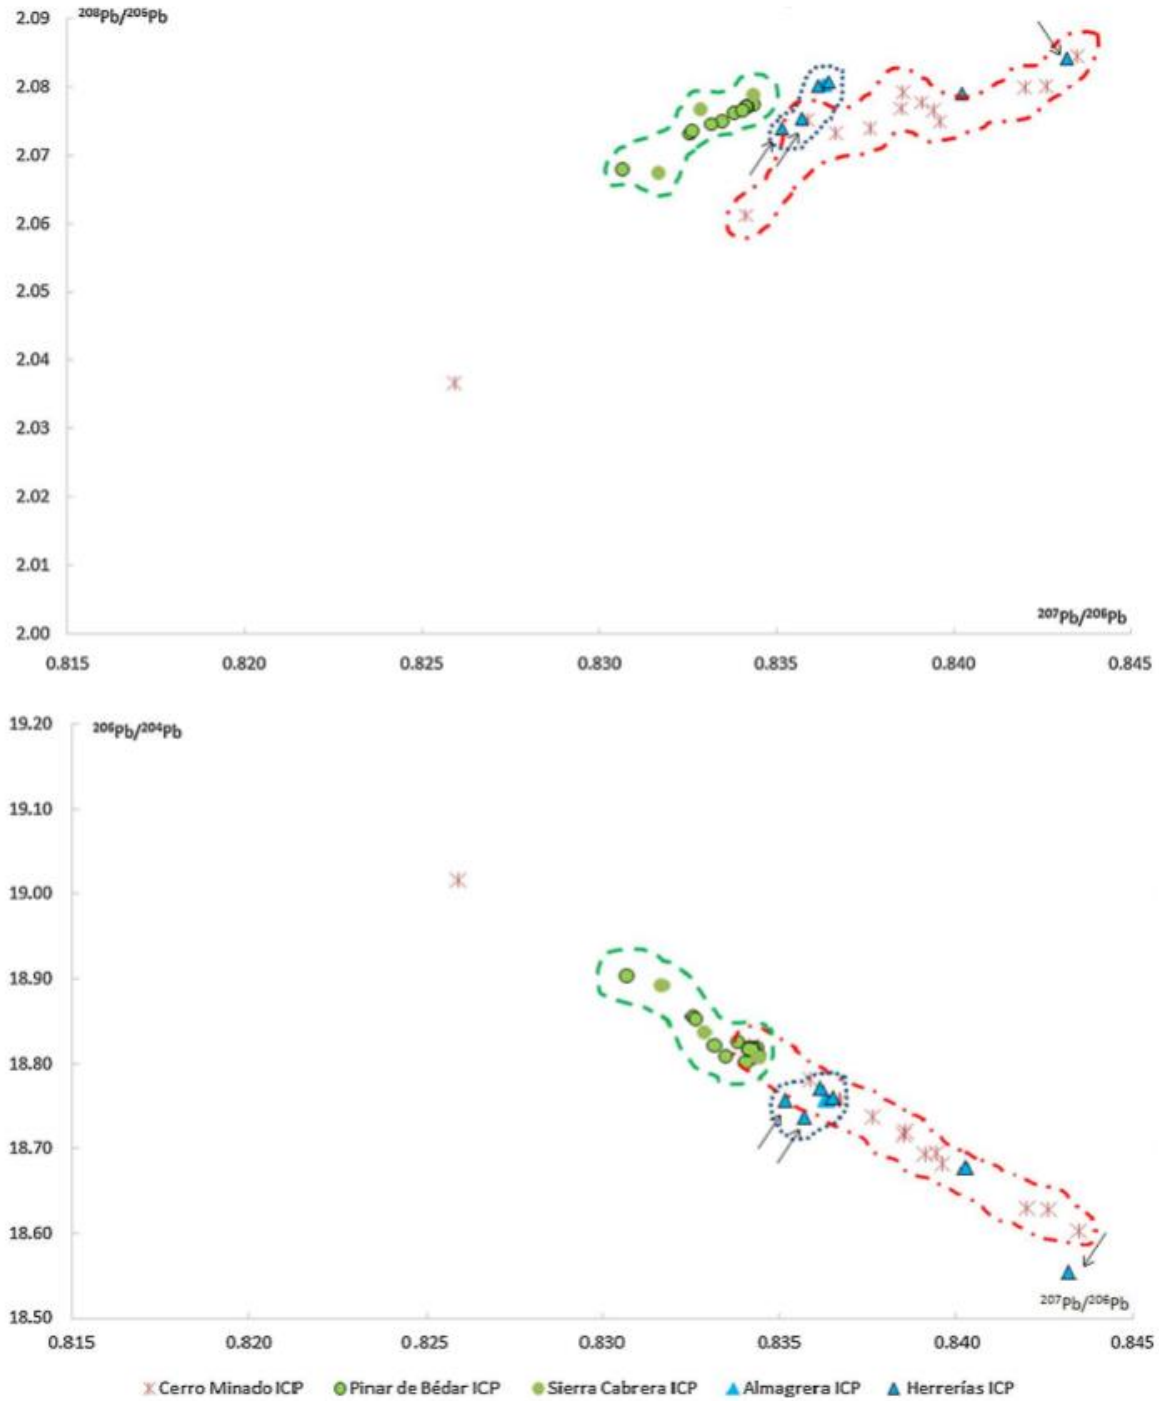 ²⁰⁸Pb/²⁰⁶Pb
2.09
2.08
2.07
2.06
2.05
2.04
2.03
2.02
2.01
2.00
²⁰⁷Pb/²⁰⁶Pb
0.815 0.820 0.825 0.830 0.835 0.840 0.845
19.20
²⁰⁶Pb/²⁰⁴Pb
19.10
19.00
18.90
18.80
18.70
18.60
18.50
²⁰⁷Pb/²⁰⁶Pb
0.815 0.820 0.825 0.830 0.835 0.840 0.845
Cerro Minado ICP Pinar de Bédar ICP Sierra Cabrera ICP Almagrera ICP Herrerías ICP